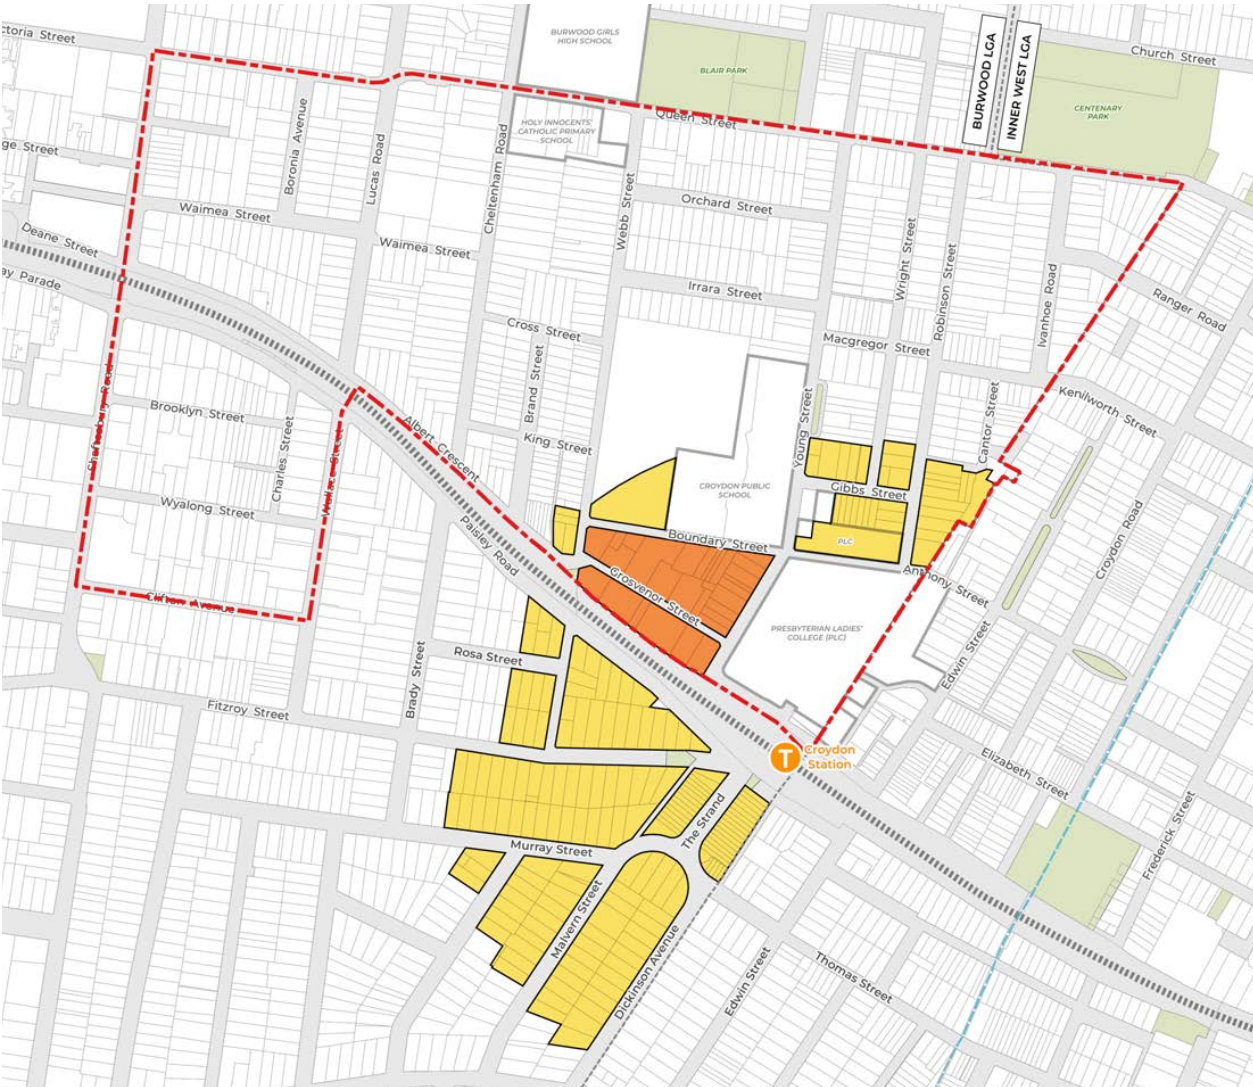 ctoria Street
BURWOOD GIRLS
HIGH SCHOOL
BLAIR PARK
BURWOOD LGA
INNER WEST LGA
Church Street
CENTENARY
PARK
Queen Street
HOLY INNOCENTS'
CATHOLIC PRIMARY
SCHOOL
Boronia Avenue
Lucas Road
Cheltenham Road
ge Street
Waimea Street
Waimea Street
Webb Street
Orchard Street
Wright Street
Robinson Street
Ivanhoe Road
Deane Street
ay Parade
Irrara Street
Ranger Road
Cross Street
Macgregor Street
Brand Street
Kenilworth Street
Shaftesbury Road
Brooklyn Street
Charles Street
Wallace Street
Albert Crescent
King Street
Young Street
Cantor Street
Wyalong Street
CROYDON PUBLIC
SCHOOL
Gibbs Street
Paisley Road
Boundary Street
PLC
Croydon Road
Anthony Street
Grosvenor Street
Clifton Avenue
PRESBYTERIAN LADIES'
COLLEGE (PLC)
Edwin Street
Rosa Street
Brady Street
Fitzroy Street
T
Croydon
Station
Elizabeth Street
The Strand
Frederick Street
Murray Street
Malvern Street
Dickinson Avenue
Edwin Street
Thomas Street